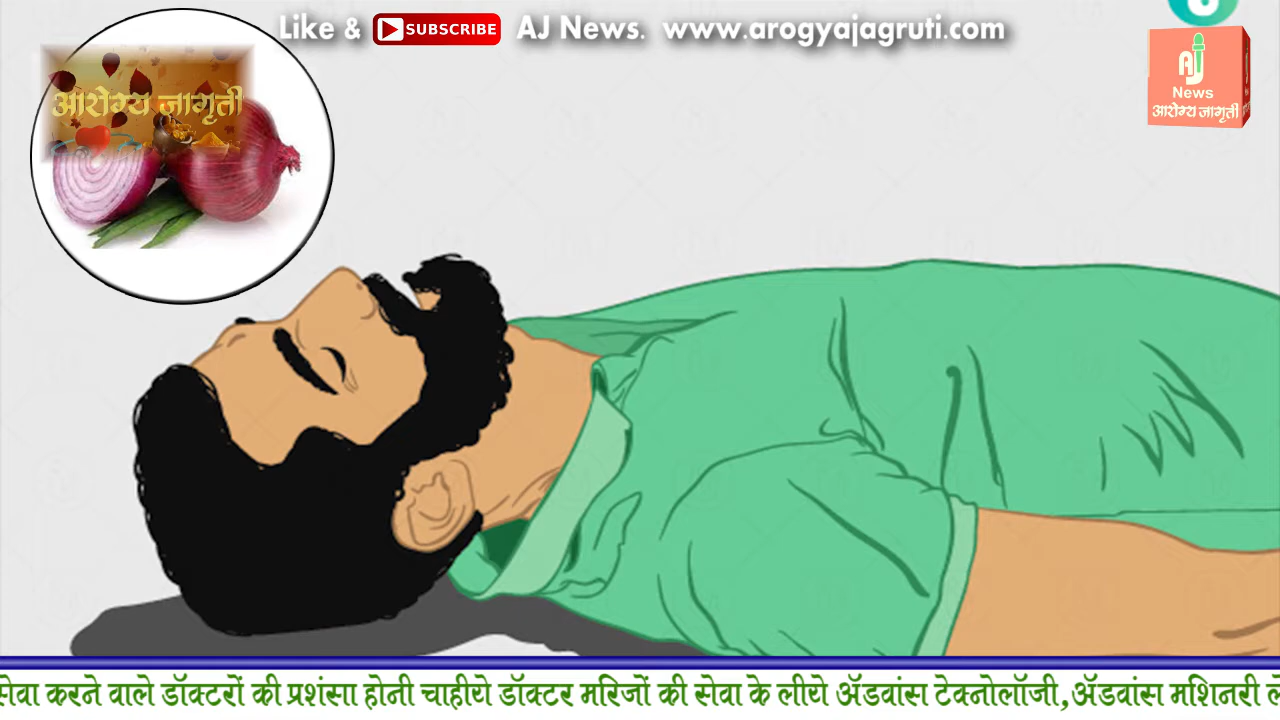 Like & SUBSCRIBE AJ News. www.arogyajagruti.com
आरोग्य जागृती
AJ
News
आरोग्य जागृती
सेवा करने वाले डॉक्टरों की प्रशंसा होनी चाहीये डॉक्टर मरिजों की सेवा के लीये ॲडवांस टेक्नोलॉजी,ॲडवांस मशिनरी